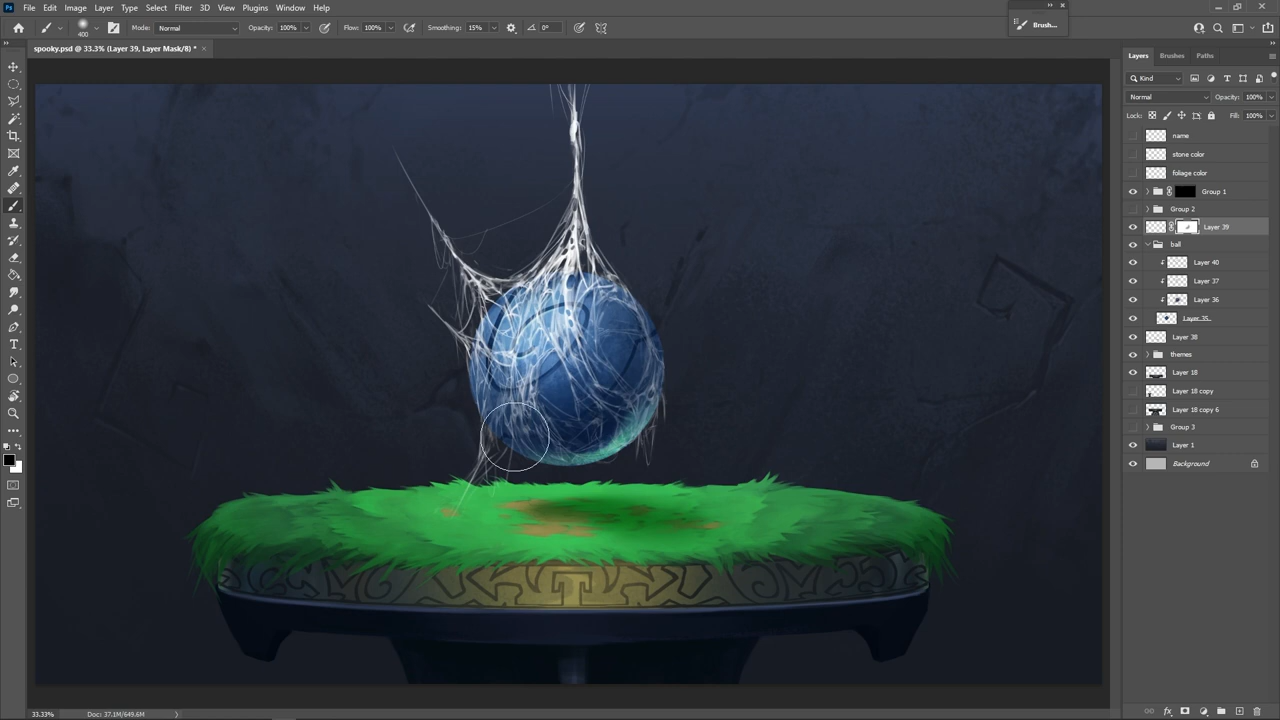 Ps File Edit Image Layer Type Select Filter 3D View Plugins Window Help
400 Mode: Normal Opacity: 100% Flow: 100% Smoothing: 15% 0° Brush...
spooky.psd @ 33.3% (Layer 39, Layer Mask/8) * ×
Layers Brushes Paths
Kind
Normal Opacity: 100%
Lock: Fill: 100%
name
stone color
foliage color
Group 1
Group 2
Layer 39
ball
Layer 40
Layer 37
Layer 36
Layer 35
Layer 38
themes
Layer 18
Layer 18 copy
Layer 18 copy 6
Group 3
Layer 1
Background
33.33% Doc: 37.1M/649.6M